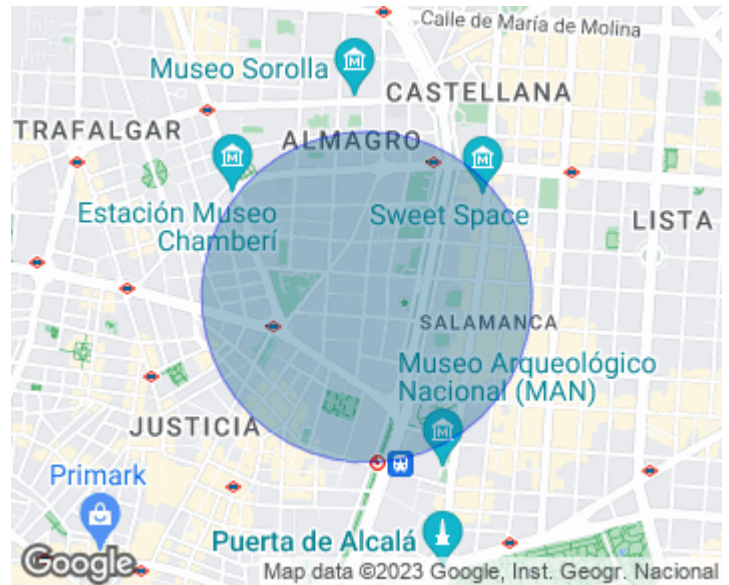 Calle de María de Molina
Museo Sorolla
CASTELLANA
TRAFALGAR
ALMAGRO
Estación Museo
Chamberí
Sweet Space
LISTA
SALAMANCA
Museo Arqueológico
Nacional (MAN)
JUSTICIA
Primark
Puerta de Alcalá
Google
Map data ©2023 Google, Inst. Geogr. Nacional